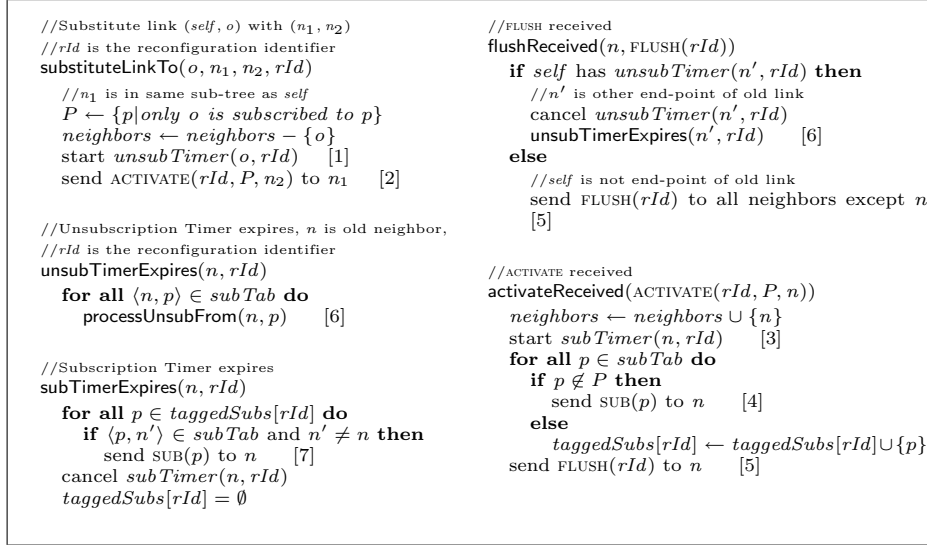 //Substitute link (self, o) with (n₁, n₂)
//rId is the reconfiguration identifier
substituteLinkTo(o, n₁, n₂, rId)
//n₁ is in same sub-tree as self
P ← {p|only o is subscribed to p}
neighbors ← neighbors − {o}
start unsubTimer(o, rId) [1]
send ACTIVATE(rId, P, n₂) to n₁ [2]
//Unsubscription Timer expires, n is old neighbor,
//rId is the reconfiguration identifier
unsubTimerExpires(n, rId)
for all ⟨n, p⟩ ∈ subTab do
processUnsubFrom(n, p) [6]
//Subscription Timer expires
subTimerExpires(n, rId)
for all p ∈ taggedSubs[rId] do
if ⟨p, n′⟩ ∈ subTab and n′ ≠ n then
send SUB(p) to n [7]
cancel subTimer(n, rId)
taggedSubs[rId] = ∅
//FLUSH received
flushReceived(n, FLUSH(rId))
if self has unsubTimer(n′, rId) then
//n′ is other end-point of old link
cancel unsubTimer(n′, rId)
unsubTimerExpires(n′, rId) [6]
else
//self is not end-point of old link
send FLUSH(rId) to all neighbors except n
[5]
//ACTIVATE received
activateReceived(ACTIVATE(rId, P, n))
neighbors ← neighbors ∪ {n}
start subTimer(n, rId) [3]
for all p ∈ subTab do
if p ∉ P then
send SUB(p) to n [4]
else
taggedSubs[rId] ← taggedSubs[rId]∪{p}
send FLUSH(rId) to n [5]